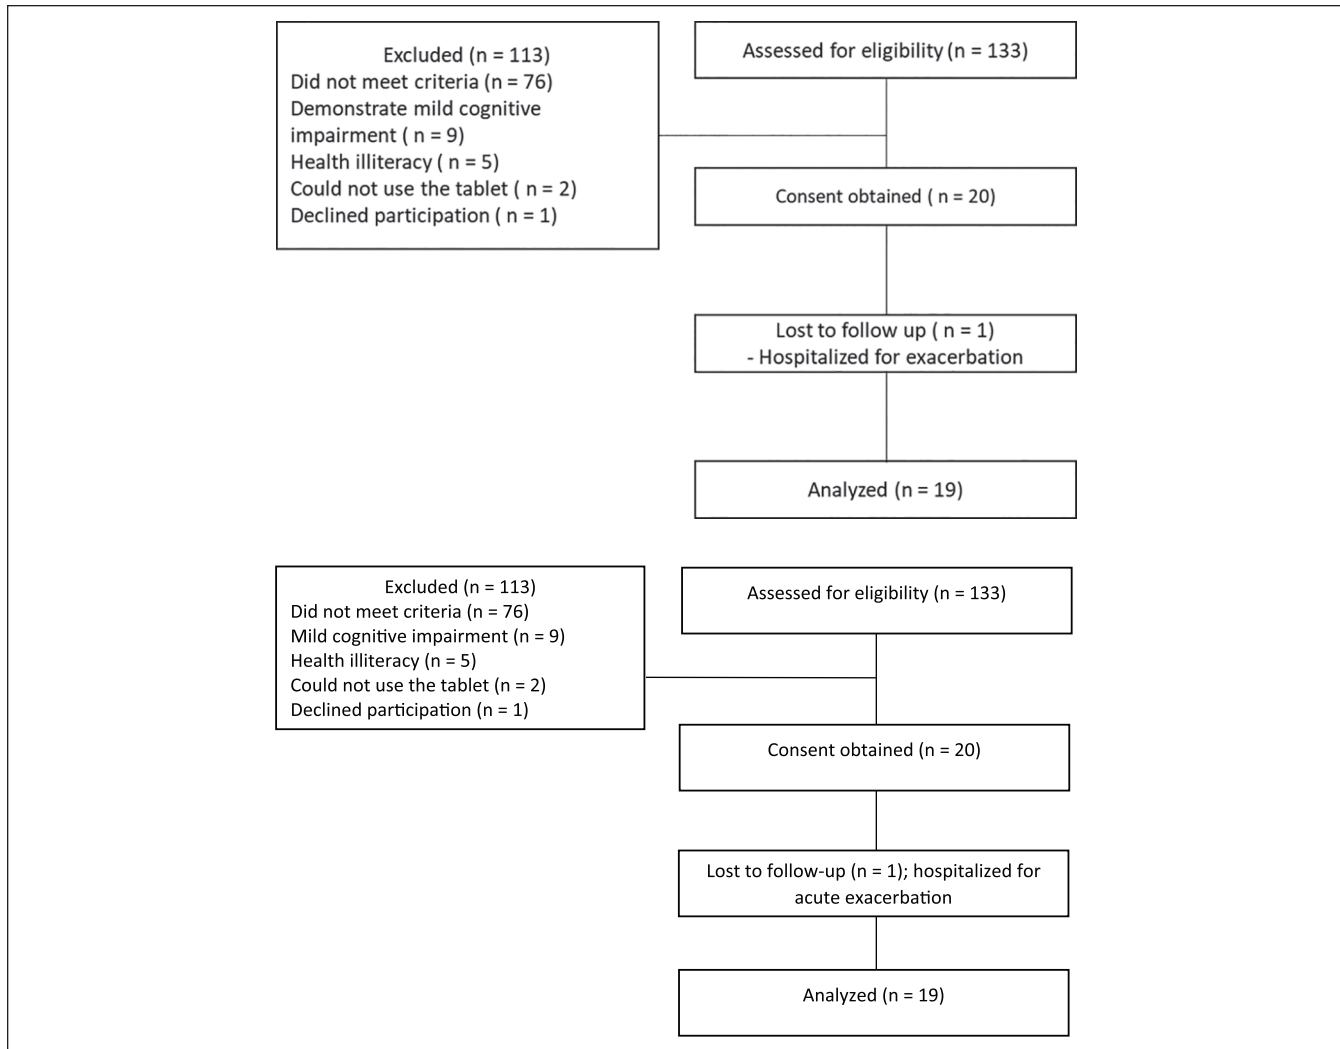 Excluded (n = 113)
Did not meet criteria (n = 76)
Demonstrate mild cognitive
impairment ( n = 9)
Health illiteracy ( n = 5)
Could not use the tablet ( n = 2)
Declined participation ( n = 1)
Assessed for eligibility (n = 133)
Consent obtained ( n = 20)
Lost to follow up ( n = 1)
- Hospitalized for exacerbation
Analyzed (n = 19)
Excluded (n = 113)
Did not meet criteria (n = 76)
Mild cognitive impairment (n = 9)
Health illiteracy (n = 5)
Could not use the tablet (n = 2)
Declined participation (n = 1)
Assessed for eligibility (n = 133)
Consent obtained (n = 20)
Lost to follow-up (n = 1); hospitalized for
acute exacerbation
Analyzed (n = 19)